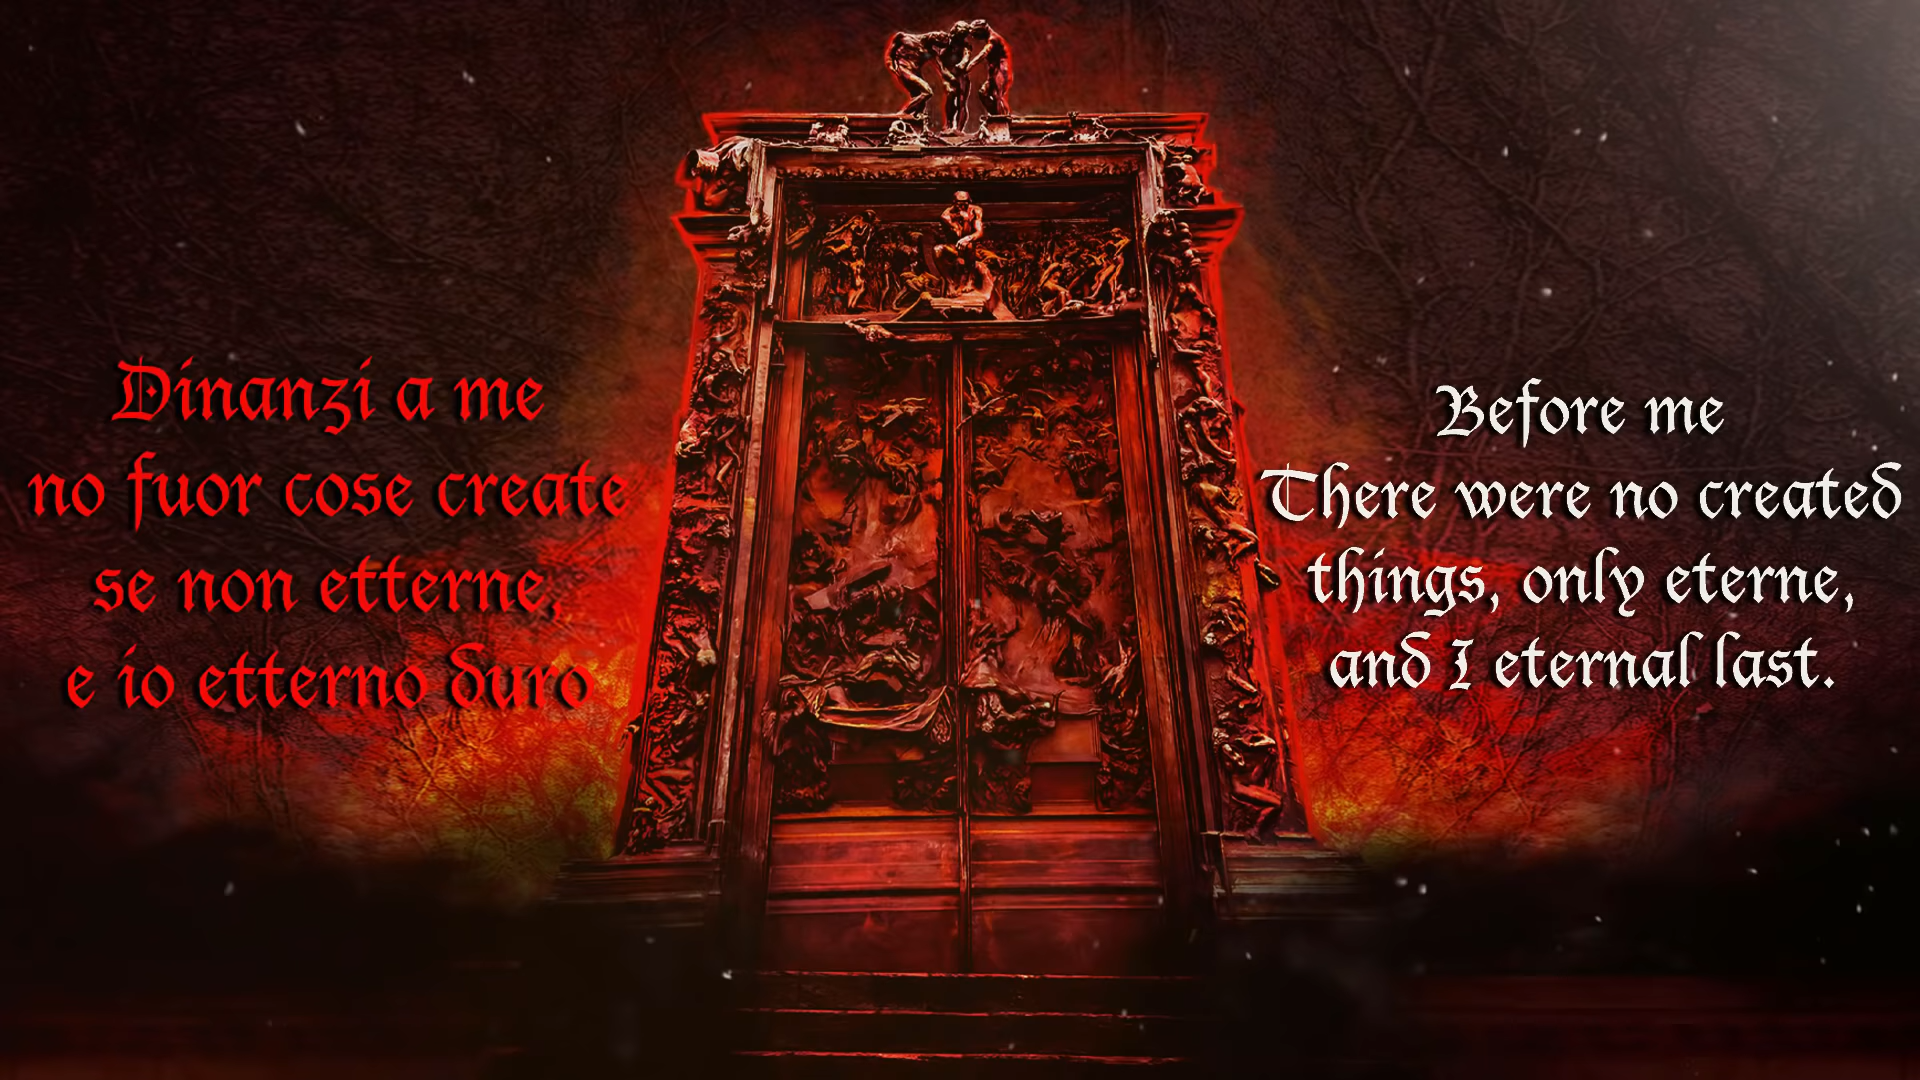 Dinanzi a me
no fuor cose create
se non etterne,
e io etterno duro
Before me
There were no created
things, only eterne,
and I eternal last.